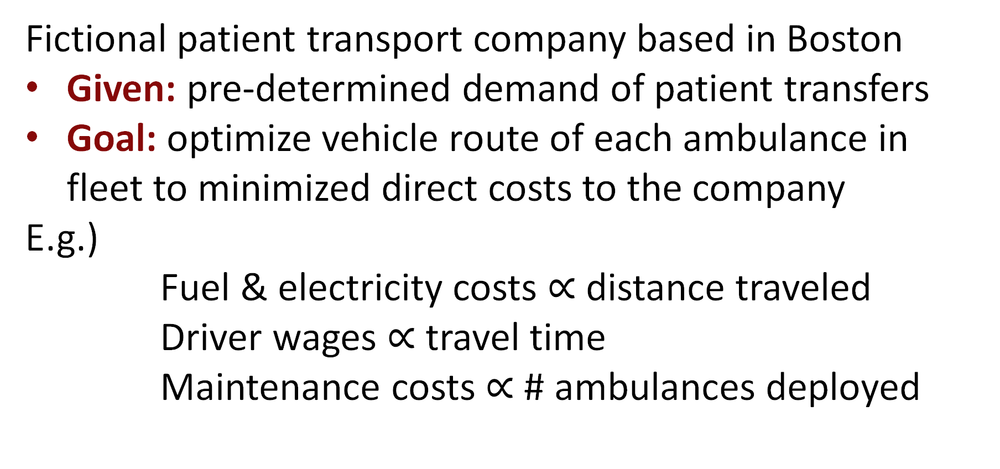 Fictional patient transport company based in Boston
• Given: pre-determined demand of patient transfers
• Goal: optimize vehicle route of each ambulance in
fleet to minimized direct costs to the company
E.g.)
Fuel & electricity costs ∝ distance traveled
Driver wages ∝ travel time
Maintenance costs ∝ # ambulances deployed